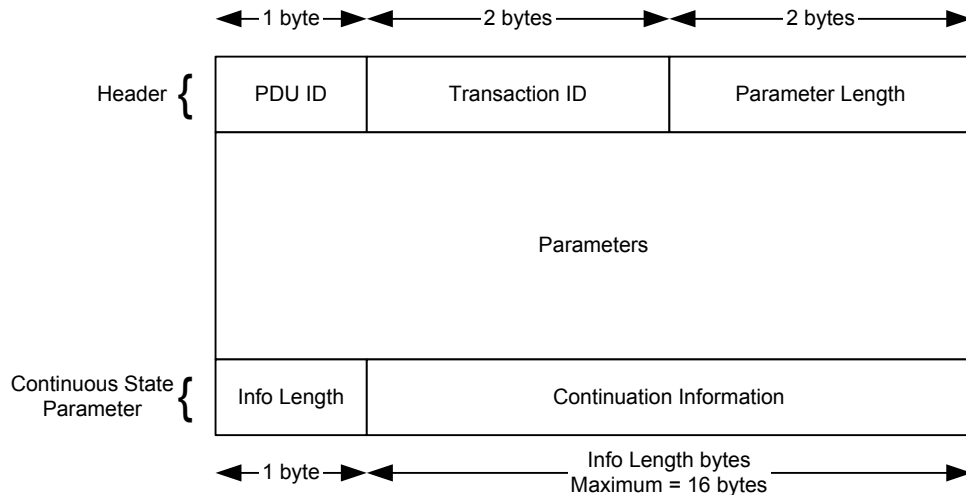 1 byte 2 bytes 2 bytes
Header { PDU ID Transaction ID Parameter Length
Parameters
Continuous State
Parameter { Info Length Continuation Information
1 byte Info Length bytes
Maximum = 16 bytes